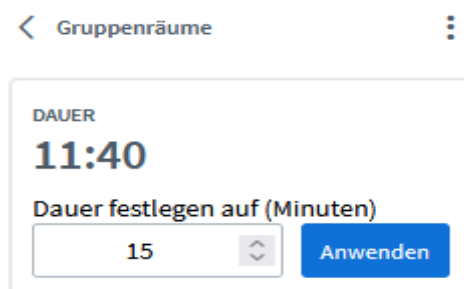 Gruppenräume
DAUER
11:40
Dauer festlegen auf (Minuten)
15
Anwenden